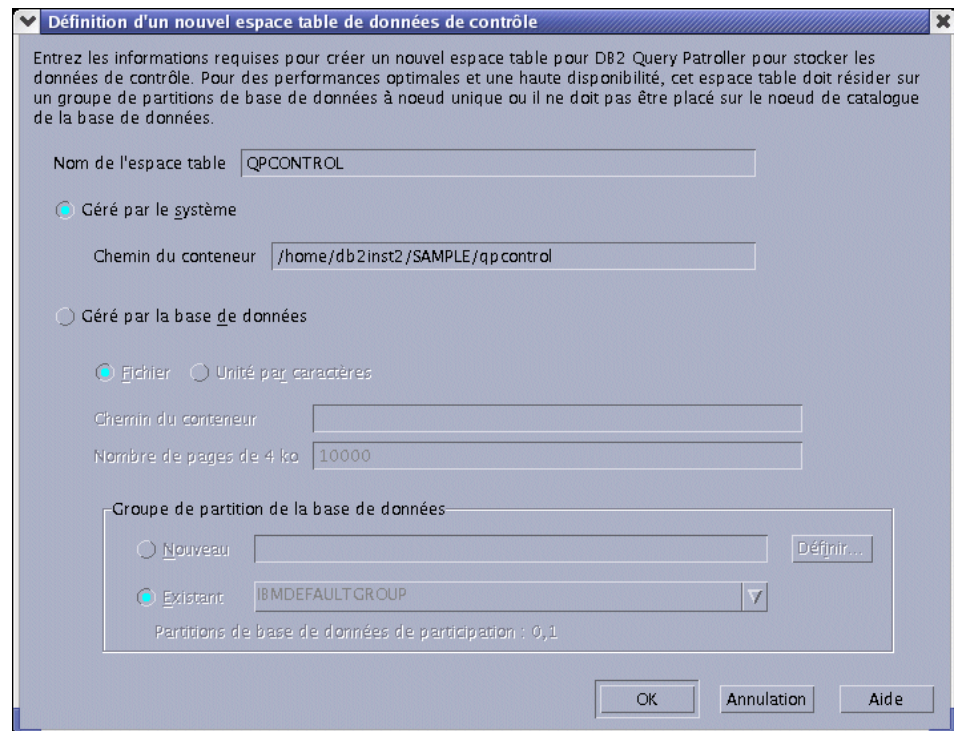 Définition d'un nouvel espace table de données de contrôle
Entrez les informations requises pour créer un nouvel espace table pour DB2 Query Patroller pour stocker les
données de contrôle. Pour des performances optimales et une haute disponibilité, cet espace table doit résider sur
un groupe de partitions de base de données à noeud unique ou il ne doit pas être placé sur le noeud de catalogue
de la base de données.
Nom de l'espace table QPCONTROL
Géré par le système
Chemin du conteneur /home/db2inst2/SAMPLE/qpcontrol
Géré par la base de données
Fichier Unité par caractères
Chemin du conteneur
Nombre de pages de 4 ko 10000
Groupe de partition de la base de données
Nouveau Définir...
Existant IBMDEFAULTGROUP
Partitions de base de données de participation : 0,1
OK Annulation Aide